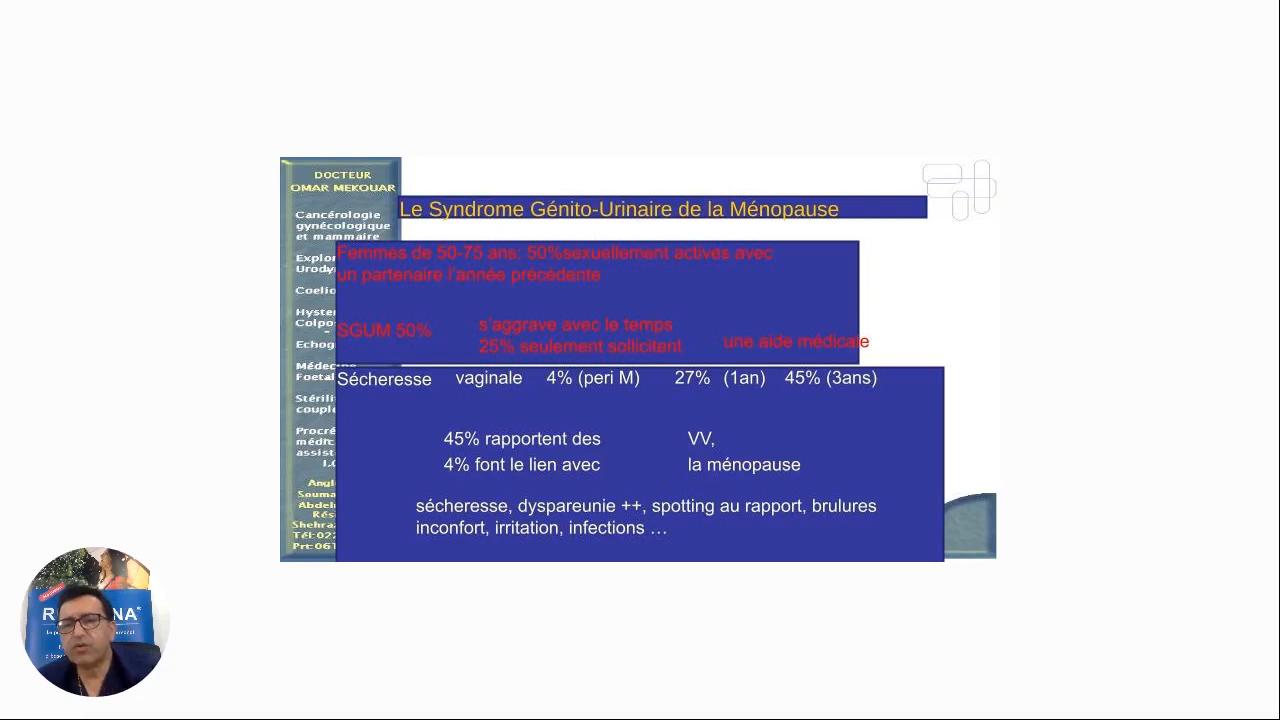 DOCTEUR
OMAR MEKOUAR
Cancérologie
gynécologique
et mammaire
Le Syndrome Génito-Urinaire de la Ménopause
Femmes de 50-75 ans: 50%sexuellement actives avec
un partenaire l'année précédente
SGUM 50%
s'aggrave avec le temps
25% seulement sollicitent
une aide médicale
Sécheresse vaginale 4% (peri M) 27% (1an) 45% (3ans)
45% rapportent des VV,
4% font le lien avec la ménopause
sécheresse, dyspareunie ++, spotting au rapport, brulures
inconfort, irritation, infections …